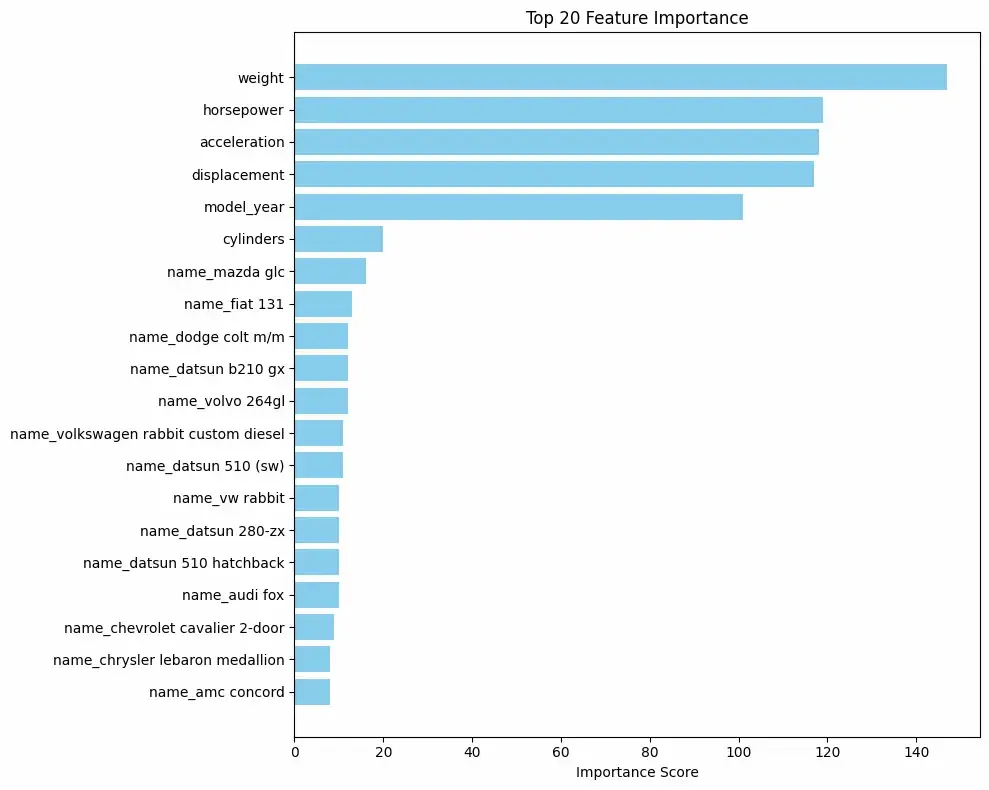 Top 20 Feature Importance
weight
horsepower
acceleration
displacement
model_year
cylinders
name_mazda glc
name_fiat 131
name_dodge colt m/m
name_datsun b210 gx
name_volvo 264gl
name_volkswagen rabbit custom diesel
name_datsun 510 (sw)
name_vw rabbit
name_datsun 280-zx
name_datsun 510 hatchback
name_audi fox
name_chevrolet cavalier 2-door
name_chrysler lebaron medallion
name_amc concord
0 20 40 60 80 100 120 140
Importance Score